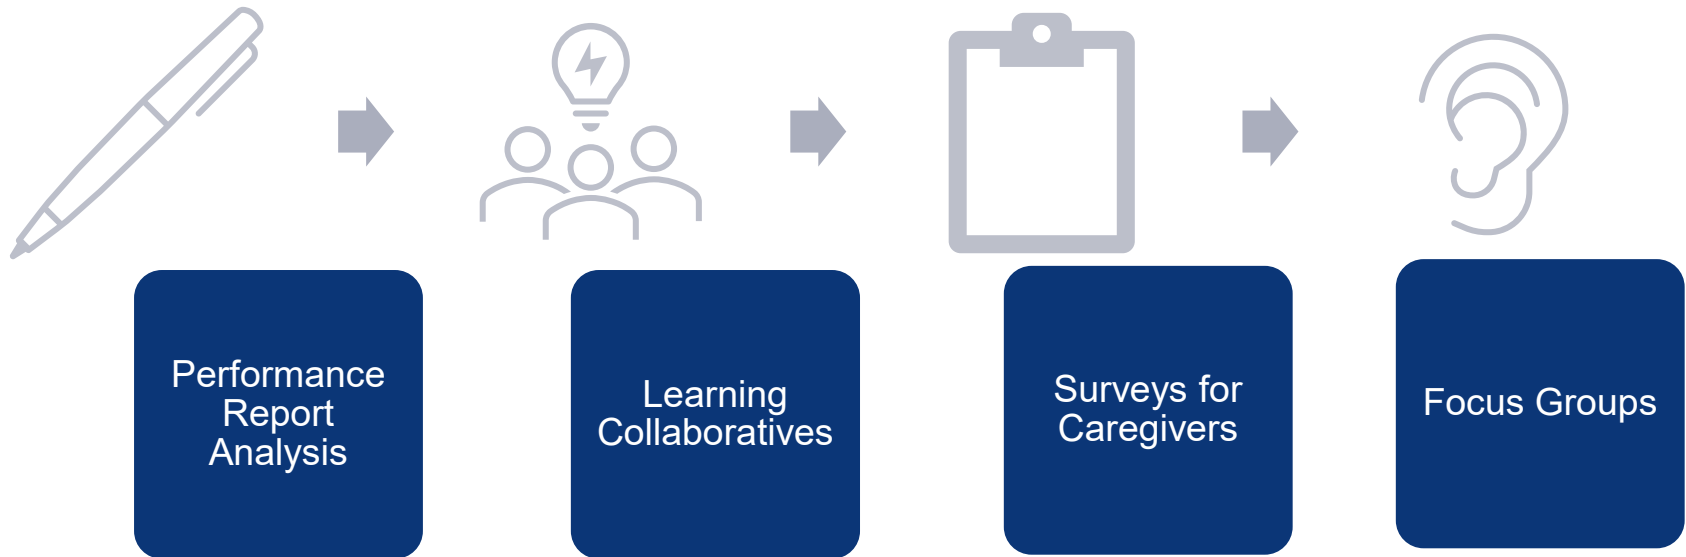 Performance
Report
Analysis
Learning
Collaboratives
Surveys for
Caregivers
Focus Groups